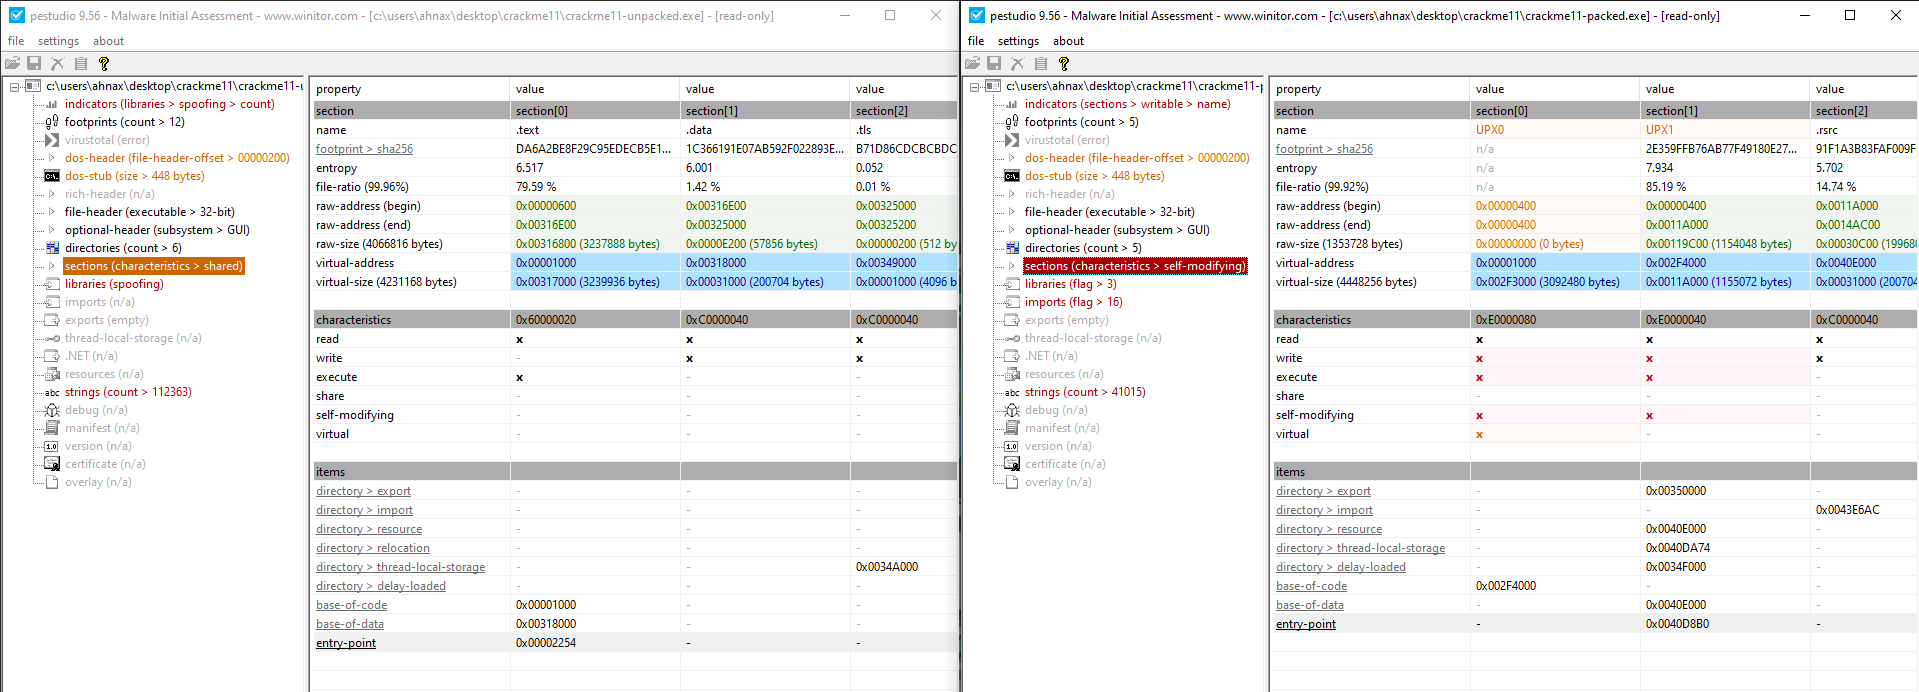 pestudio 9.56 - Malware Initial Assessment - www.winitor.com - [c:\users\ahnax\desktop\crackme11\crackme11-unpacked.exe] - [read-only]
file settings about
c:\users\ahnax\desktop\crackme11\crackme11-u
indicators (libraries > spoofing > count)
footprints (count > 12)
virustotal (error)
dos-header (file-header-offset > 00000200)
dos-stub (size > 448 bytes)
rich-header (n/a)
file-header (executable > 32-bit)
optional-header (subsystem > GUI)
directories (count > 6)
sections (characteristics > shared)
libraries (spoofing)
imports (n/a)
exports (empty)
thread-local-storage (n/a)
.NET (n/a)
resources (n/a)
abc strings (count > 112363)
debug (n/a)
manifest (n/a)
1.0 version (n/a)
certificate (n/a)
overlay (n/a)
property value value value
section section[0] section[1] section[2]
name .text .data .tls
footprint > sha256 DA6A2BE8F29C95EDECB5E1... 1C366191E07AB592F022893E... B71D86CDCBCBDC
entropy 6.517 6.001 0.052
file-ratio (99.96%) 79.59 % 1.42 % 0.01 %
raw-address (begin) 0x00000600 0x00316E00 0x00325000
raw-address (end) 0x00316E00 0x00325000 0x00325200
raw-size (4066816 bytes) 0x00316800 (3237888 bytes) 0x0000E200 (57856 bytes) 0x00000200 (512 by
virtual-address 0x00001000 0x00318000 0x00349000
virtual-size (4231168 bytes) 0x00317000 (3239936 bytes) 0x00031000 (200704 bytes) 0x00001000 (4096 b
characteristics 0x60000020 0xC0000040 0xC0000040
read x x x
write - x x
execute x - -
share - - -
self-modifying - - -
virtual - - -
items
directory > export - - -
directory > import - - -
directory > resource - - -
directory > relocation - - -
directory > thread-local-storage - - 0x0034A000
directory > delay-loaded - - -
base-of-code 0x00001000 - -
base-of-data 0x00318000 - -
entry-point 0x00002254 - -
pestudio 9.56 - Malware Initial Assessment - www.winitor.com - [c:\users\ahnax\desktop\crackme11\crackme11-packed.exe] - [read-only]
file settings about
c:\users\ahnax\desktop\crackme11\crackme11-p
indicators (sections > writable > name)
footprints (count > 5)
virustotal (error)
dos-header (file-header-offset > 00000200)
dos-stub (size > 448 bytes)
rich-header (n/a)
file-header (executable > 32-bit)
optional-header (subsystem > GUI)
directories (count > 5)
sections (characteristics > self-modifying)
libraries (flag > 3)
imports (flag > 16)
exports (empty)
thread-local-storage (n/a)
.NET (n/a)
resources (n/a)
abc strings (count > 41015)
debug (n/a)
manifest (n/a)
1.0 version (n/a)
certificate (n/a)
overlay (n/a)
property value value value
section section[0] section[1] section[2]
name UPX0 UPX1 .rsrc
footprint > sha256 n/a 2E359FFB76AB77F49180E27... 91F1A3B83FAF009F
entropy n/a 7.934 5.702
file-ratio (99.92%) n/a 85.19 % 14.74 %
raw-address (begin) 0x00000400 0x00000400 0x0011A000
raw-address (end) 0x00000400 0x0011A000 0x0014AC00
raw-size (1353728 bytes) 0x00000000 (0 bytes) 0x00119C00 (1154048 bytes) 0x00030C00 (19968
virtual-address 0x00001000 0x002F4000 0x0040E000
virtual-size (4448256 bytes) 0x002F3000 (3092480 bytes) 0x0011A000 (1155072 bytes) 0x00031000 (200704
characteristics 0xE0000080 0xE0000040 0xC0000040
read x x x
write x x x
execute x x -
share - - -
self-modifying x x -
virtual x - -
items
directory > export - 0x00350000 -
directory > import - - 0x0043E6AC
directory > resource - 0x0040E000 -
directory > thread-local-storage - 0x0040DA74 -
directory > delay-loaded - 0x0034F000 -
base-of-code 0x002F4000 - -
base-of-data - 0x0040E000 -
entry-point - 0x0040D8B0 -